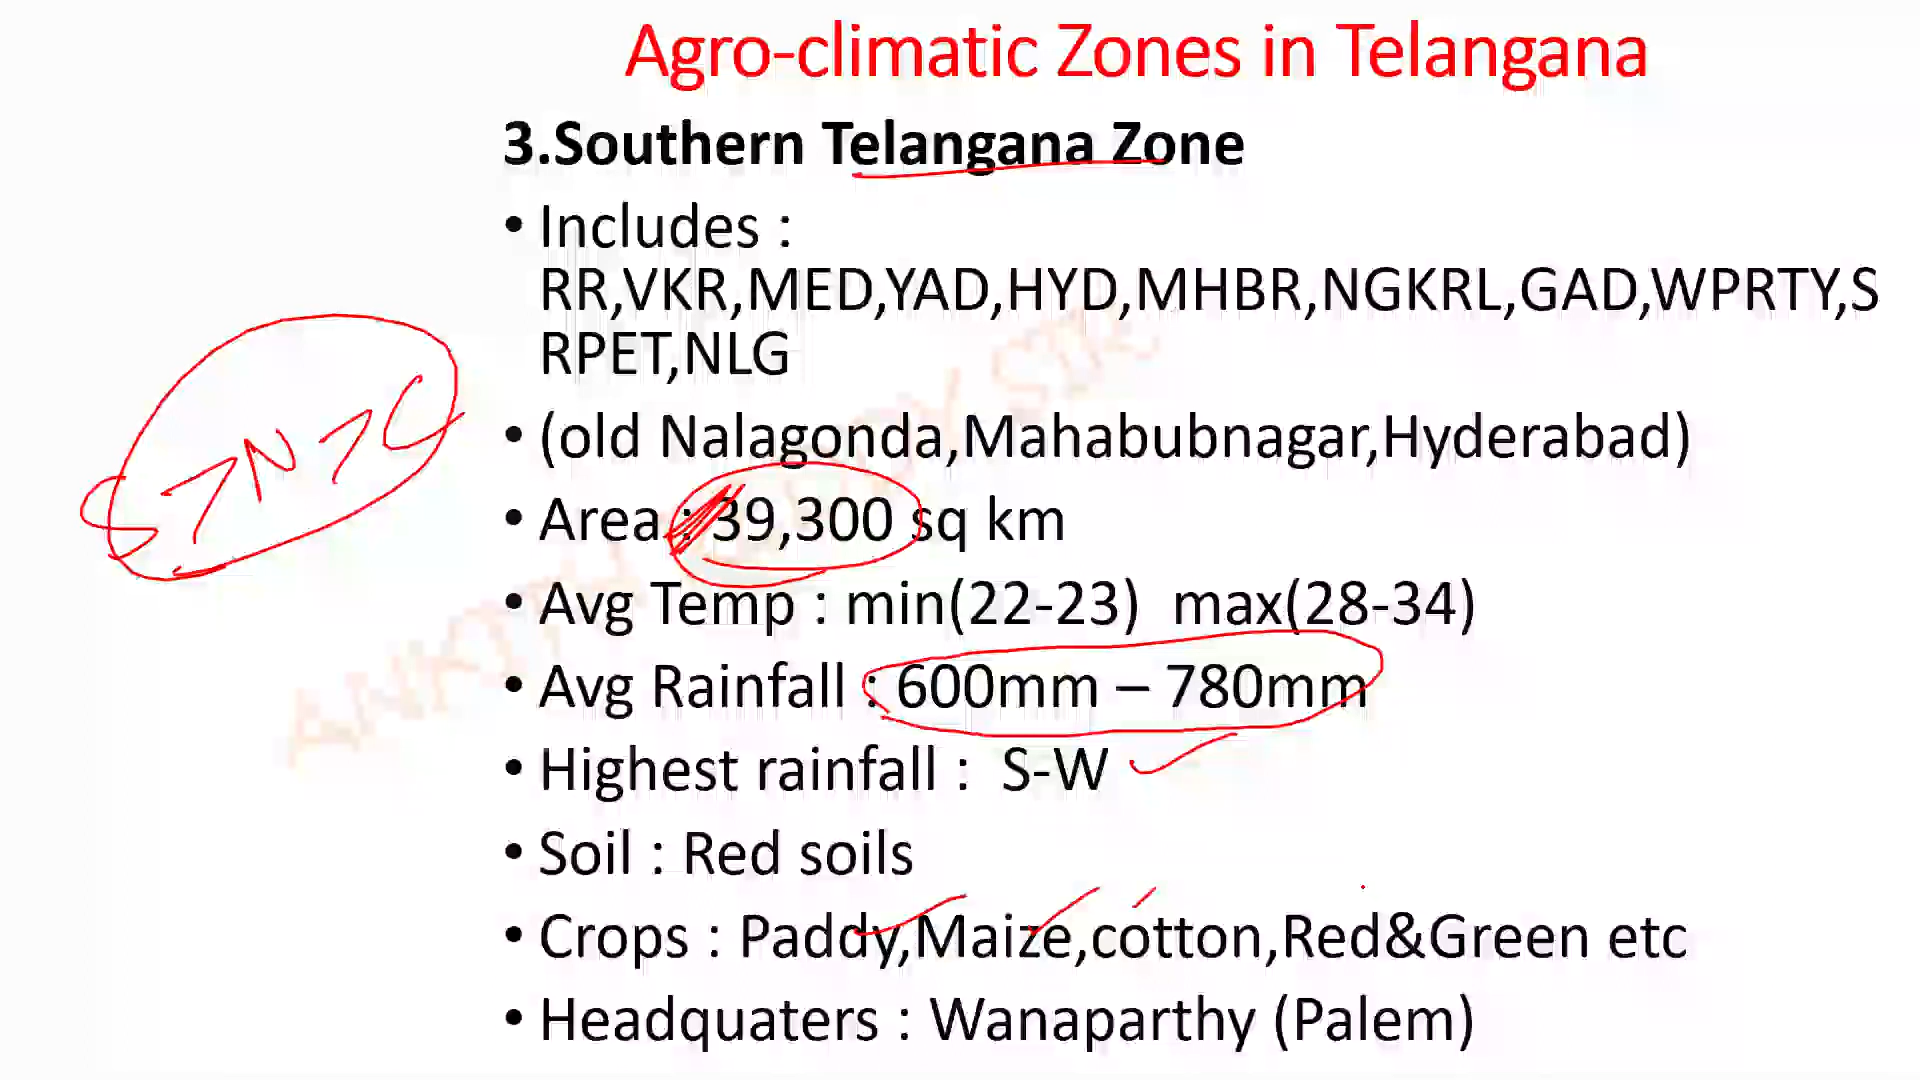 Agro-climatic Zones in Telangana
3.Southern Telangana Zone
• Includes :
RR,VKR,MED,YAD,HYD,MHBR,NGKRL,GAD,WPRTY,S
RPET,NLG
S > N > C
• (old Nalagonda,Mahabubnagar,Hyderabad)
• Area : 39,300 sq km
• Avg Temp : min(22-23) max(28-34)
• Avg Rainfall : 600mm – 780mm
• Highest rainfall : S-W
• Soil : Red soils
• Crops : Paddy,Maize,cotton,Red&Green etc
• Headquaters : Wanaparthy (Palem)